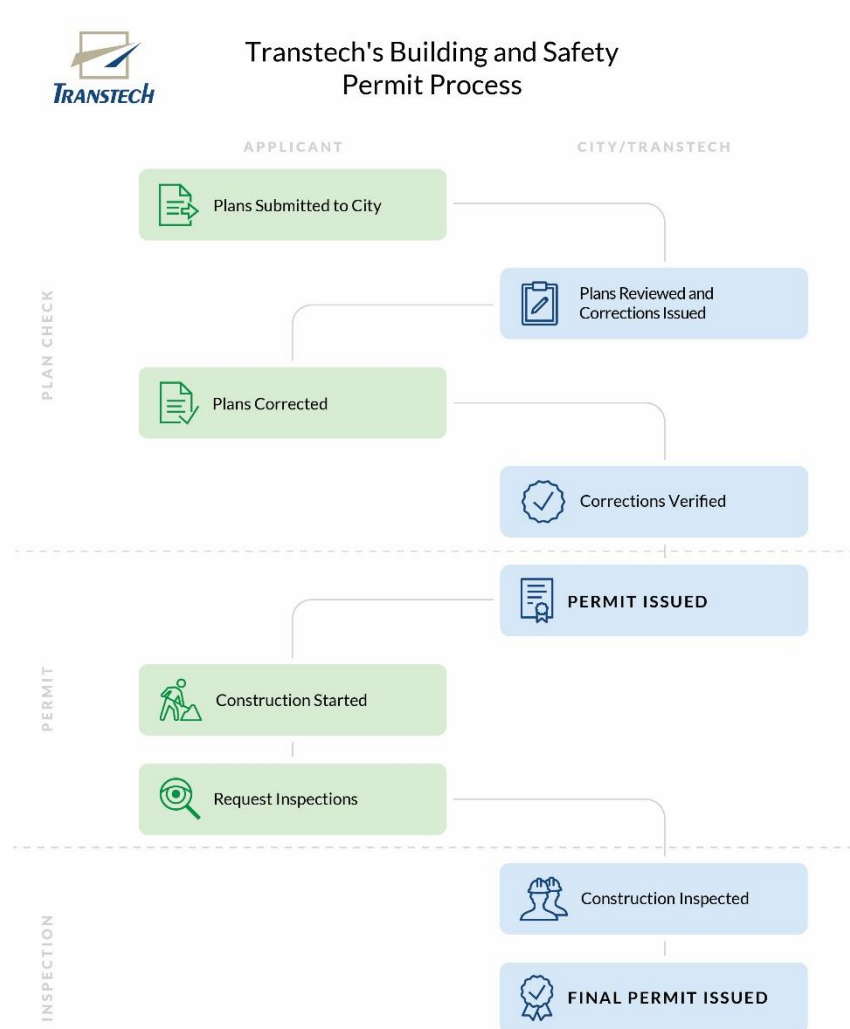 TRANSTECH
Transtech's Building and Safety
Permit Process
APPLICANT
CITY/TRANSTECH
PLAN CHECK
Plans Submitted to City
Plans Reviewed and
Corrections Issued
Plans Corrected
Corrections Verified
PERMIT
PERMIT ISSUED
Construction Started
Request Inspections
INSPECTION
Construction Inspected
FINAL PERMIT ISSUED